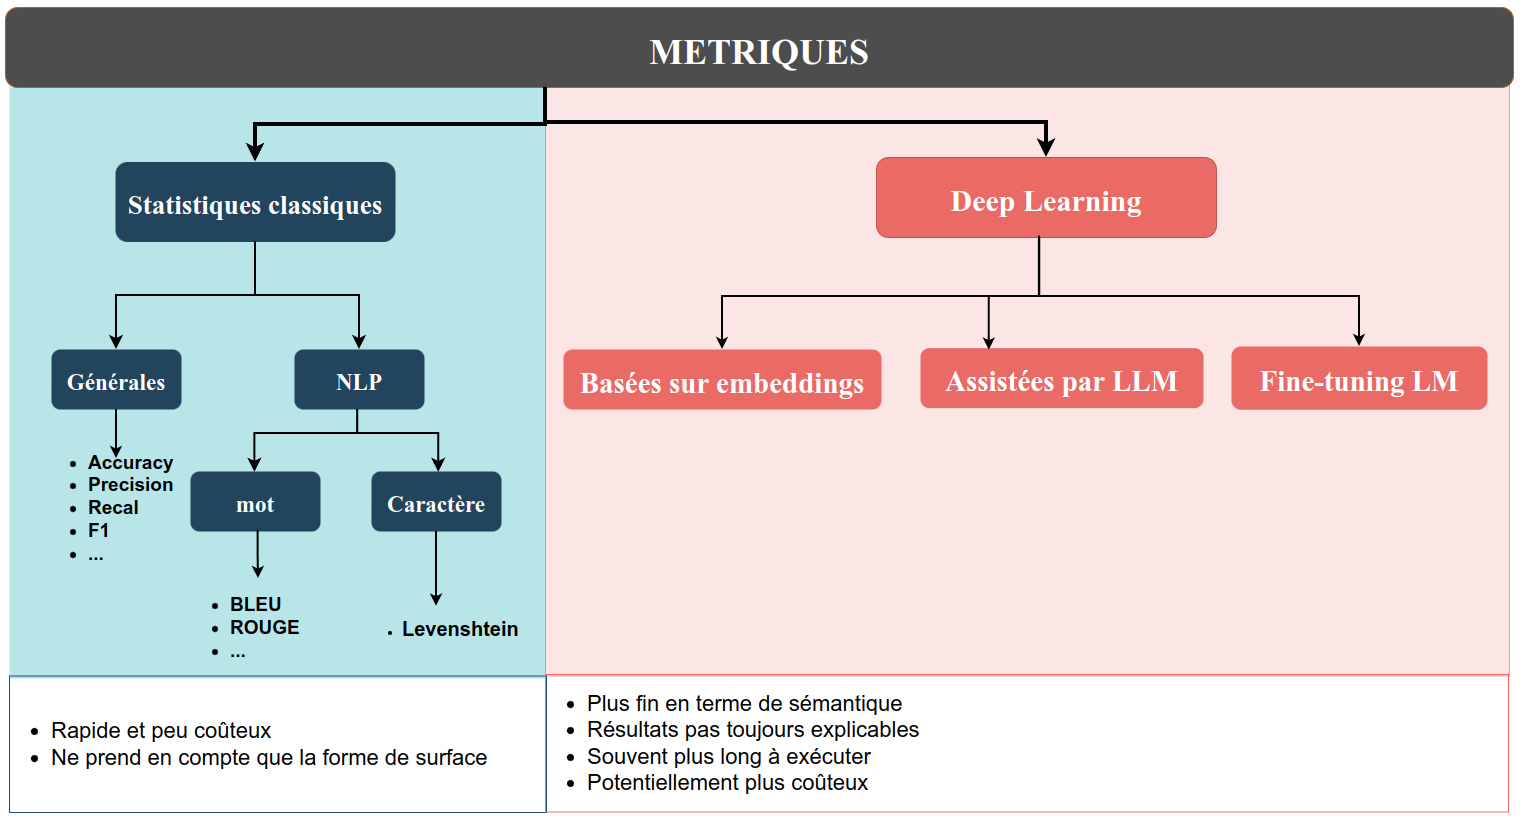 METRIQUES
Statistiques classiques
Deep Learning
Générales
NLP
Basées sur embeddings
Assistées par LLM
Fine-tuning LM
• Accuracy
• Precision
• Recal
• F1
• ...
mot
Caractère
• BLEU
• ROUGE
• ...
• Levenshtein
• Rapide et peu coûteux
• Ne prend en compte que la forme de surface
• Plus fin en terme de sémantique
• Résultats pas toujours explicables
• Souvent plus long à exécuter
• Potentiellement plus coûteux